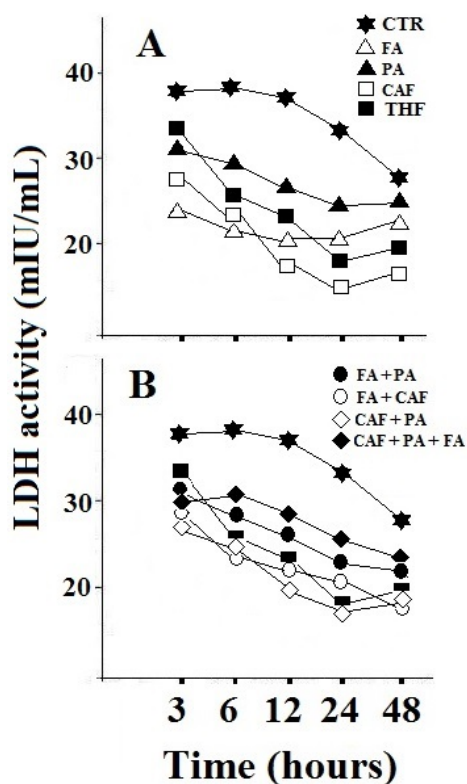 A
CTR
FA
PA
CAF
THF
40
30
20
B
FA + PA
FA + CAF
CAF + PA
CAF + PA + FA
40
30
20
LDH activity (mIU/mL)
3 6 12 24 48
Time (hours)